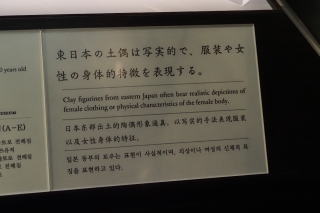 東日本の土偶は写実的で、服装や女
性の身体的特徴を表現する。
Clay figurines from eastern Japan often bear realistic depictions of
female clothing or physical characteristics of the female body.
日本东部出土的陶偶形象逼真，以写实的手法表现服装
以及女性身体的特征。
일본 동부의 토우는 표현이 사실적이며, 의상이나 여성의 신체적 특
징을 표현하고 있다.
years old
(A-E)